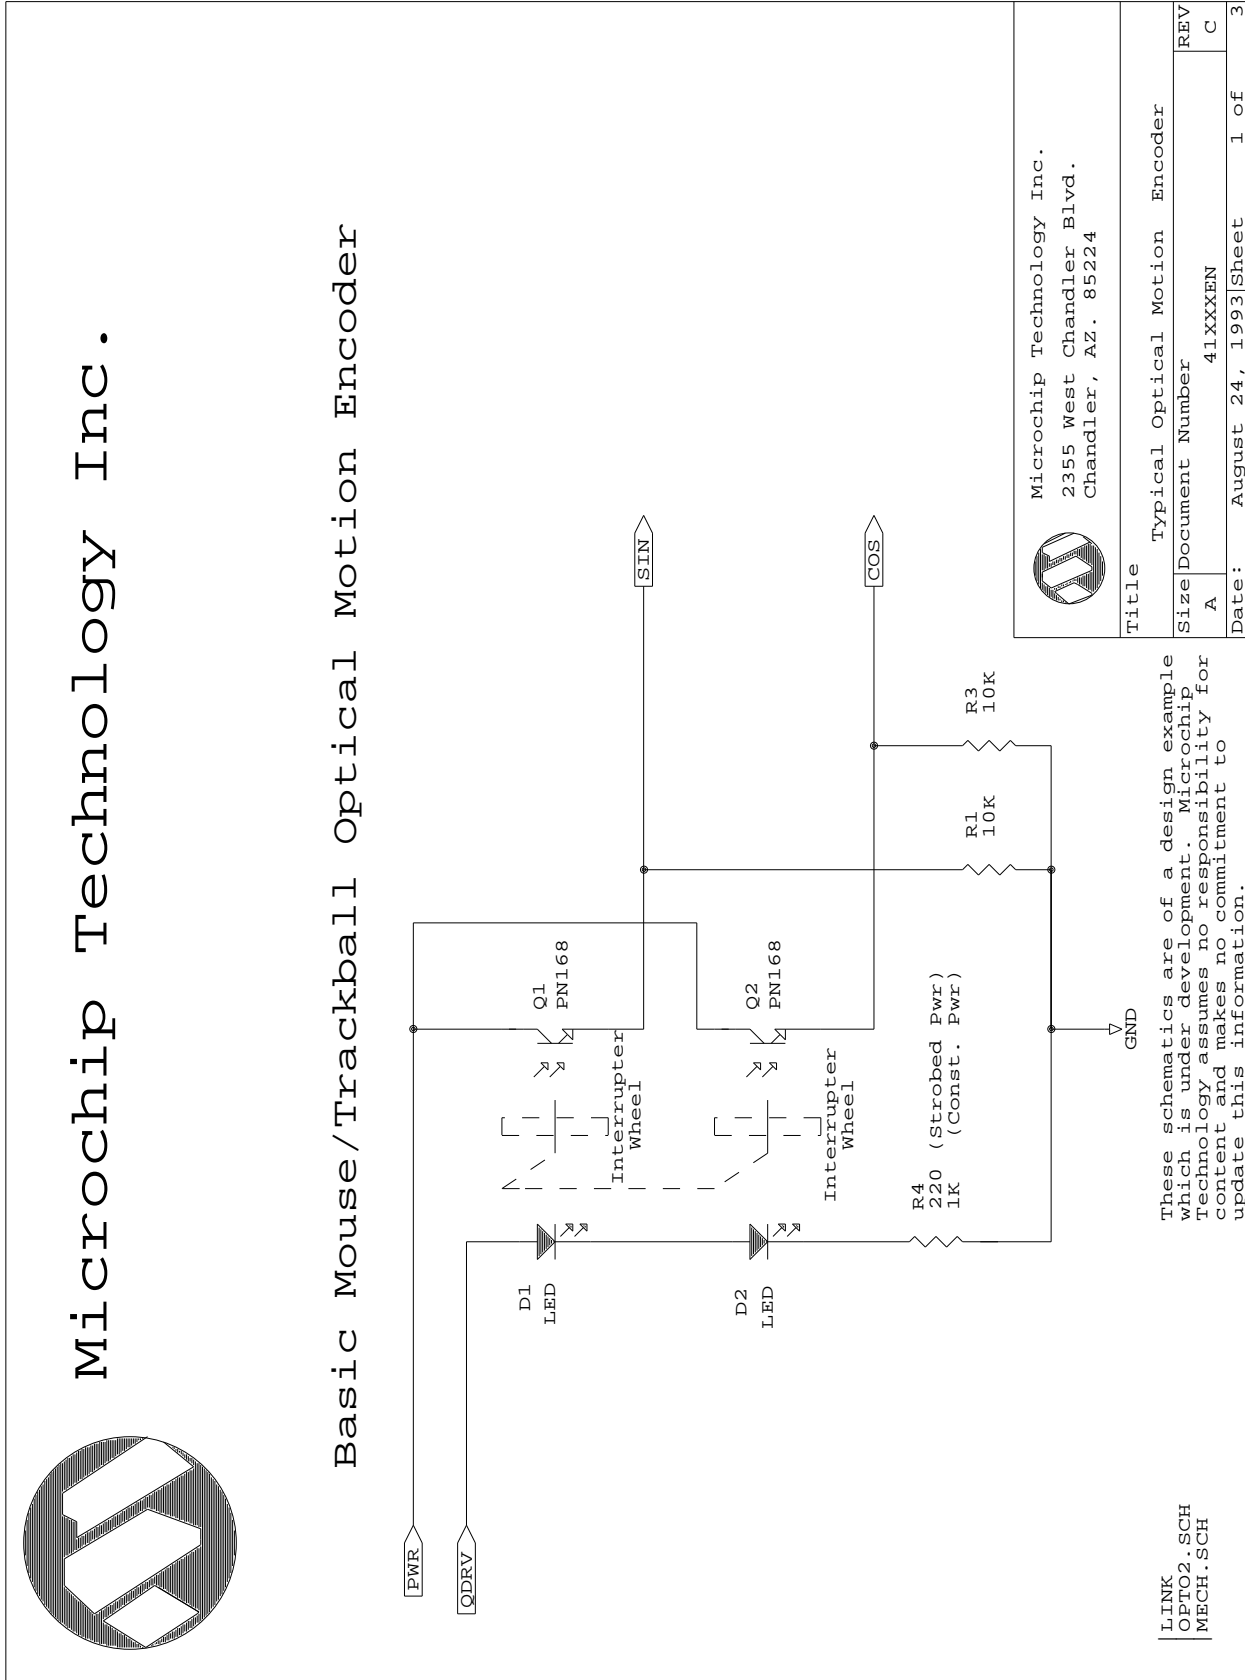 Microchip Technology Inc.
Basic Mouse/Trackball Optical Motion Encoder
PWR
QDRV
D1
LED
D2
LED
Interrupter
Wheel
Interrupter
Wheel
Q1
PN168
Q2
PN168
SIN
COS
R4
220 (Strobed Pwr)
1K (Const. Pwr)
R1
10K
R3
10K
GND
|LINK
|OPTO2.SCH
|MECH.SCH
These schematics are of a design example
which is under development. Microchip
Technology assumes no responsibility for
content and makes no commitment to
update this information.
Microchip Technology Inc.
2355 West Chandler Blvd.
Chandler, AZ. 85224
Title
Typical Optical Motion Encoder
Size Document Number REV
A 41XXXEN C
Date: August 24, 1993 Sheet 1 of 3